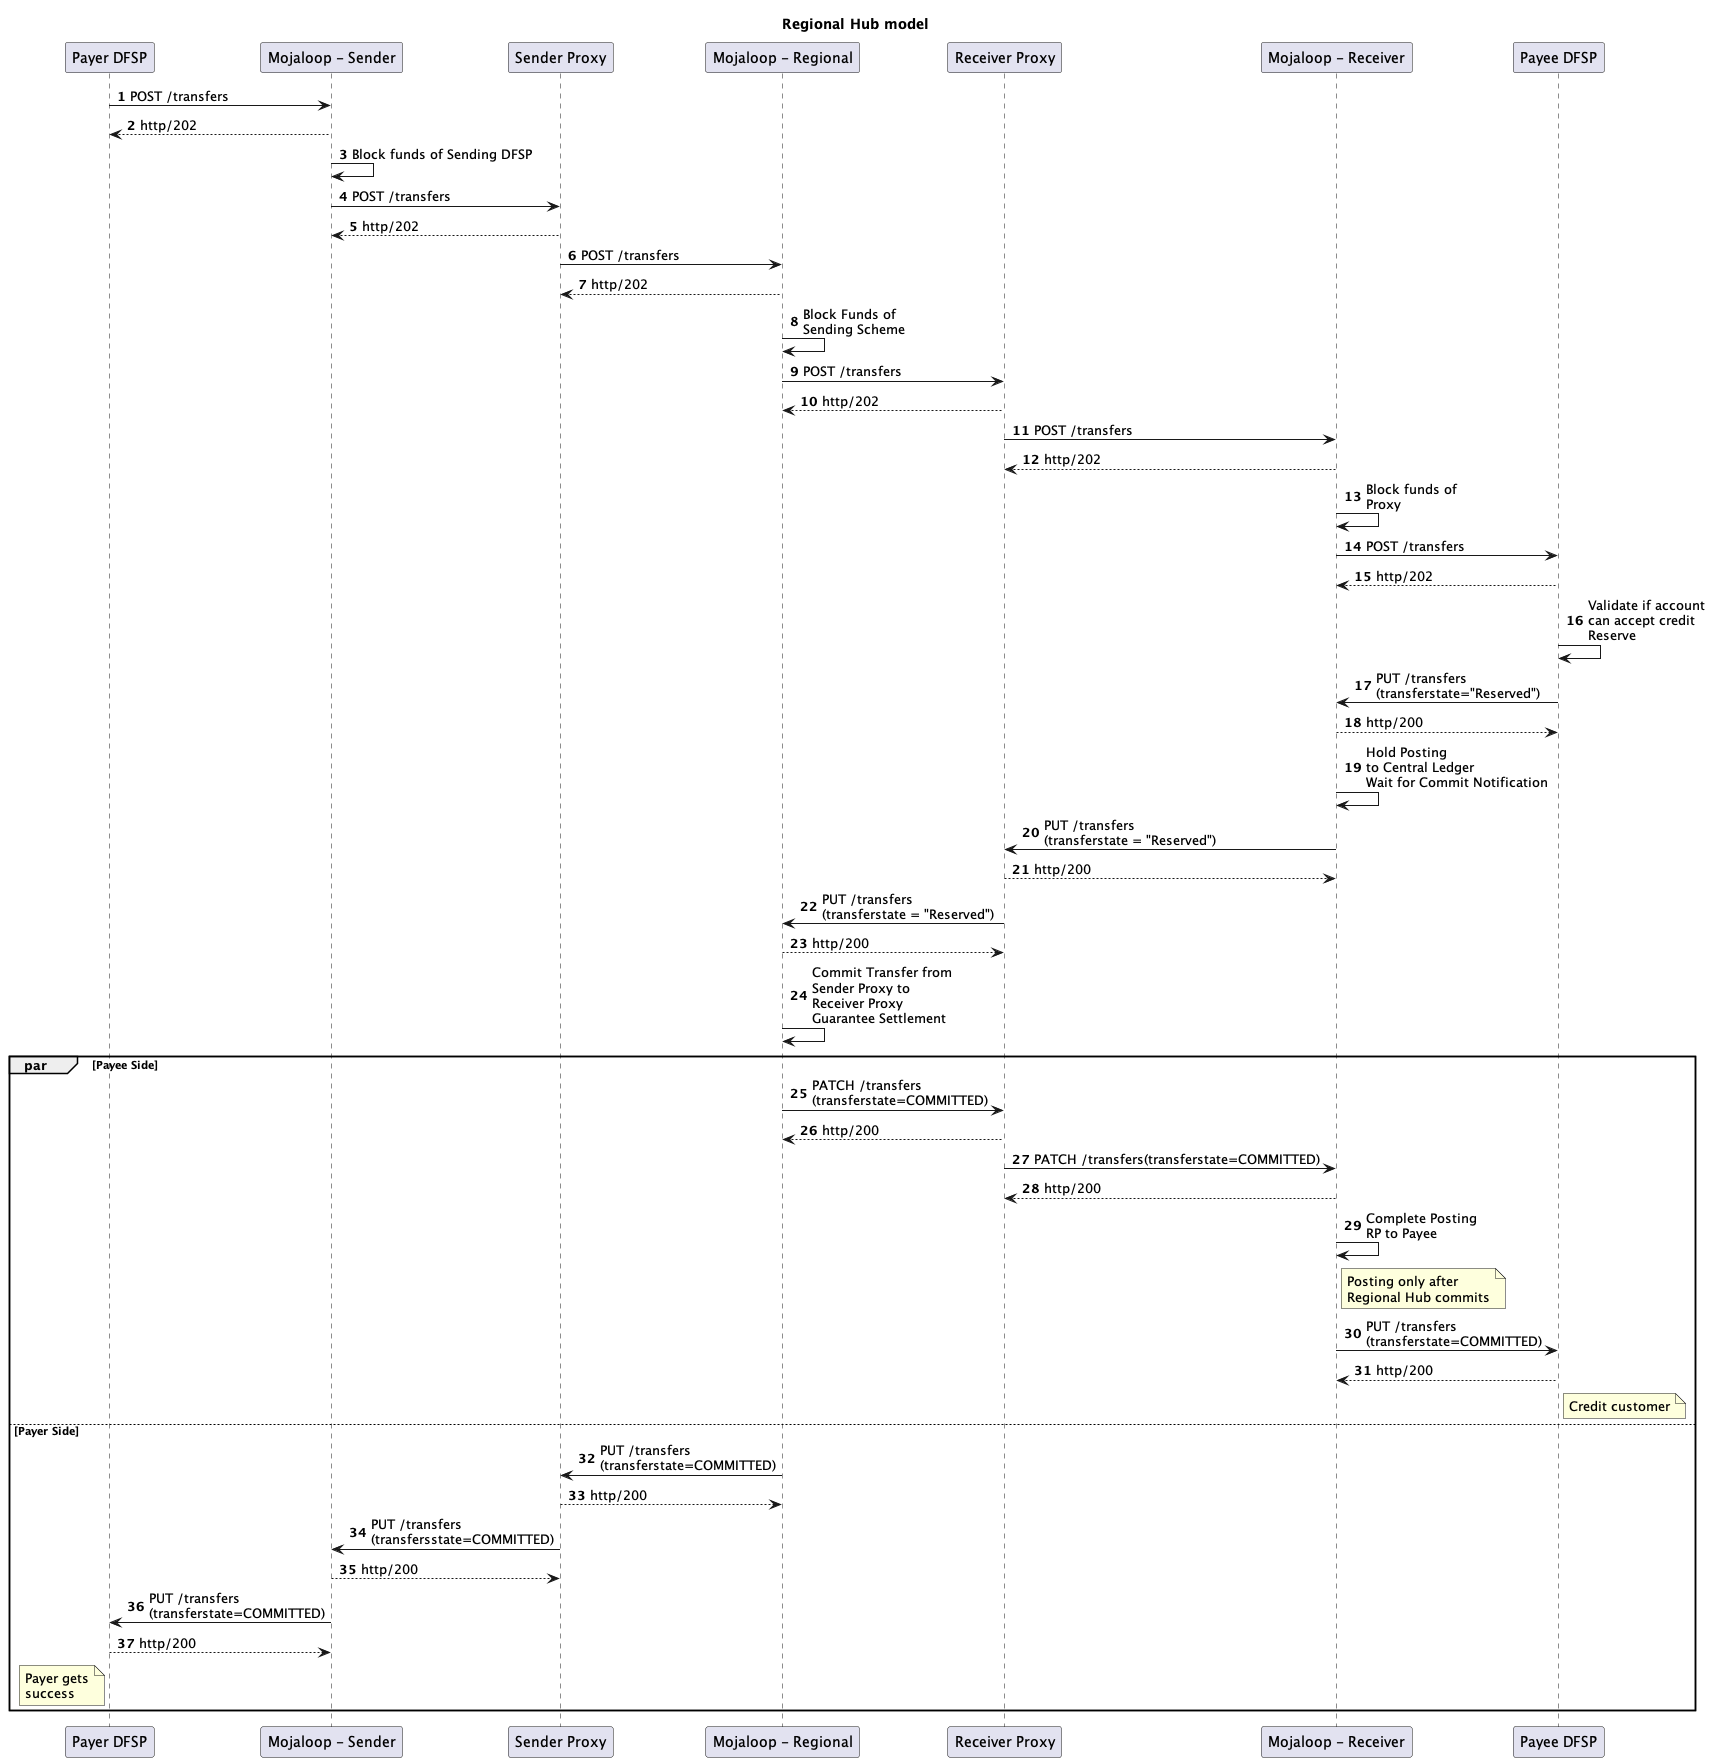 Regional Hub model
Payer DFSP
Mojaloop - Sender
Sender Proxy
Mojaloop - Regional
Receiver Proxy
Mojaloop - Receiver
Payee DFSP
1 POST /transfers
2 http/202
3 Block funds of Sending DFSP
4 POST /transfers
5 http/202
6 POST /transfers
7 http/202
8 Block Funds of
Sending Scheme
9 POST /transfers
10 http/202
11 POST /transfers
12 http/202
13 Block funds of
Proxy
14 POST /transfers
15 http/202
Validate if account
16 can accept credit
Reserve
17 PUT /transfers
(transferstate="Reserved")
18 http/200
Hold Posting
19 to Central Ledger
Wait for Commit Notification
20 PUT /transfers
(transferstate = "Reserved")
21 http/200
22 PUT /transfers
(transferstate = "Reserved")
23 http/200
Commit Transfer from
24 Sender Proxy to
Receiver Proxy
Guarantee Settlement
par [Payee Side]
25 PATCH /transfers
(transferstate=COMMITTED)
26 http/200
27 PATCH /transfers(transferstate=COMMITTED)
28 http/200
29 Complete Posting
RP to Payee
Posting only after
Regional Hub commits
30 PUT /transfers
(transferstate=COMMITTED)
31 http/200
Credit customer
[Payer Side]
32 PUT /transfers
(transferstate=COMMITTED)
33 http/200
34 PUT /transfers
(transfersstate=COMMITTED)
35 http/200
36 PUT /transfers
(transferstate=COMMITTED)
37 http/200
Payer gets
success
Payer DFSP
Mojaloop - Sender
Sender Proxy
Mojaloop - Regional
Receiver Proxy
Mojaloop - Receiver
Payee DFSP